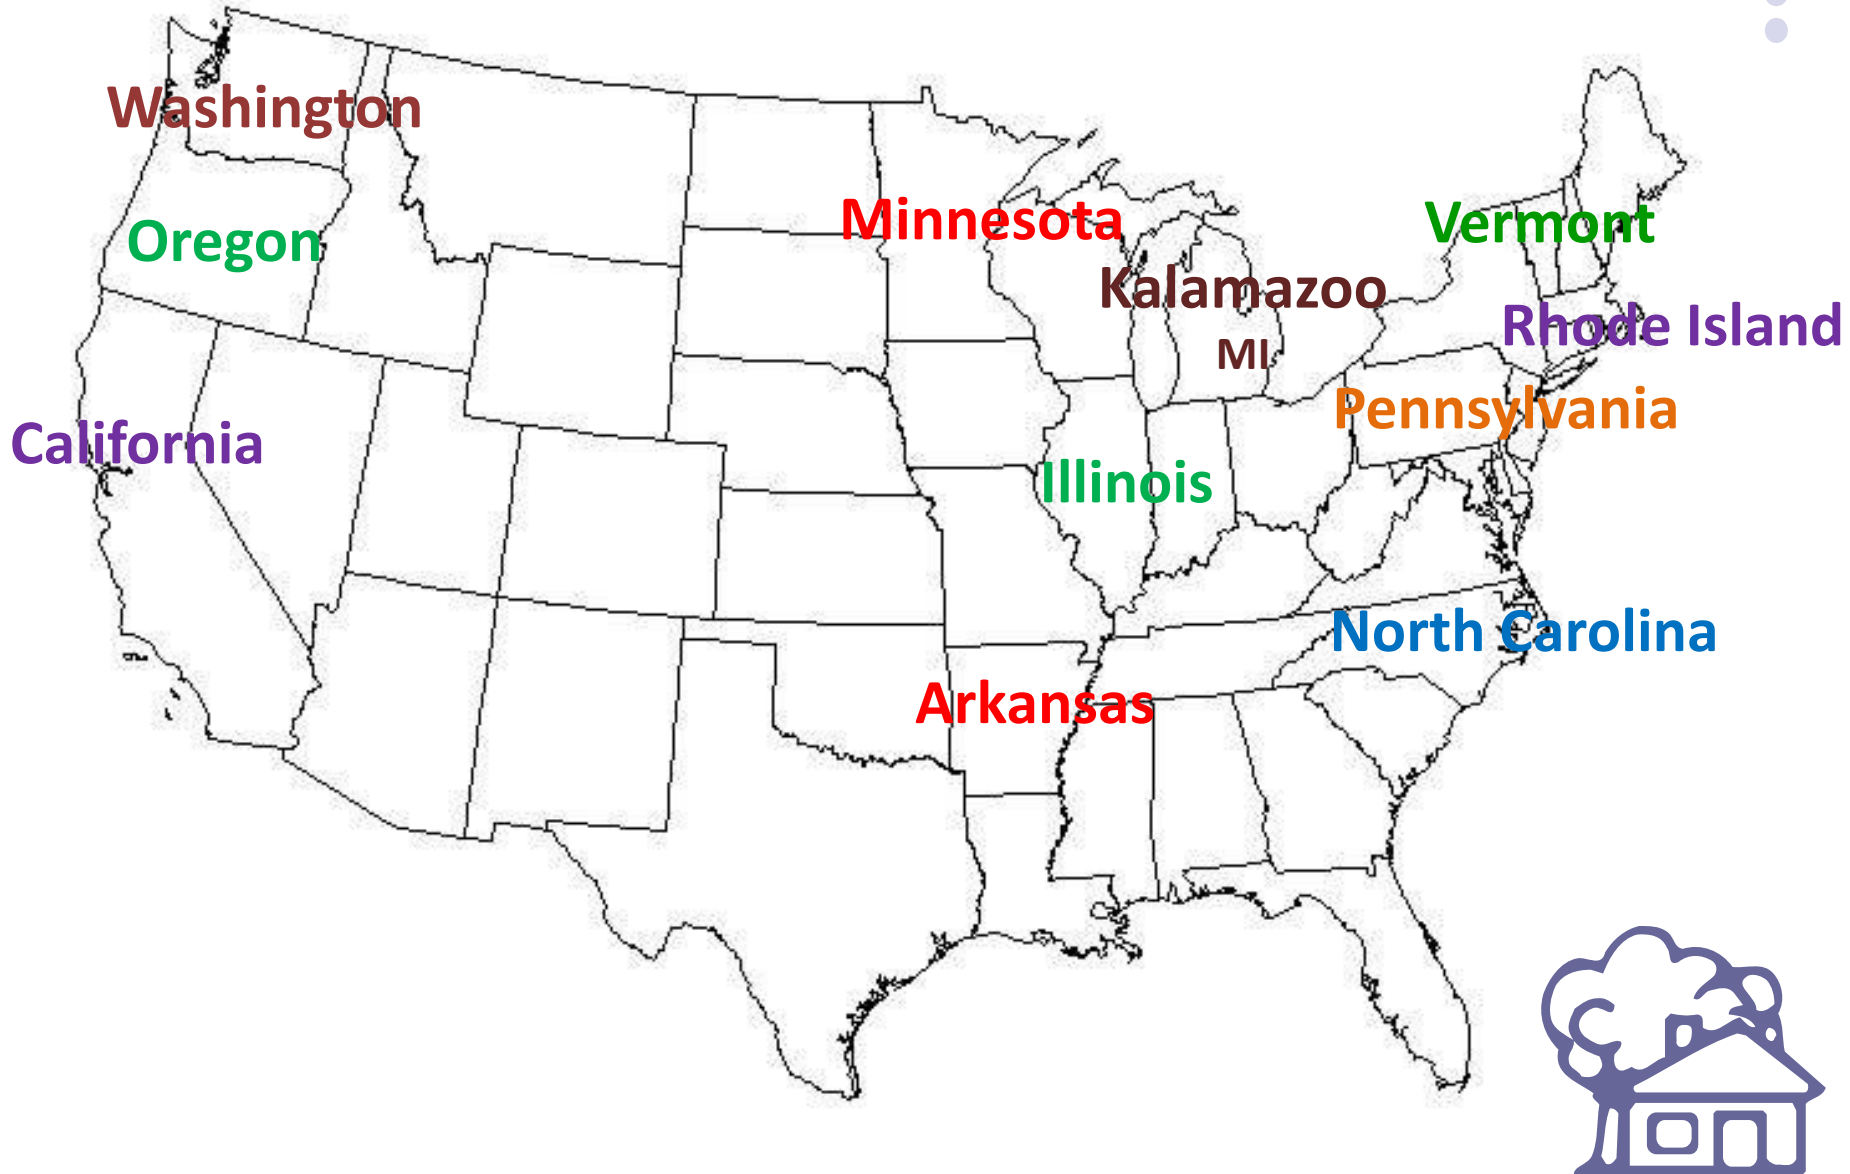 Washington
Minnesota
Vermont
Oregon
Kalamazoo
MI
Rhode Island
Pennsylvania
California
Illinois
North Carolina
Arkansas